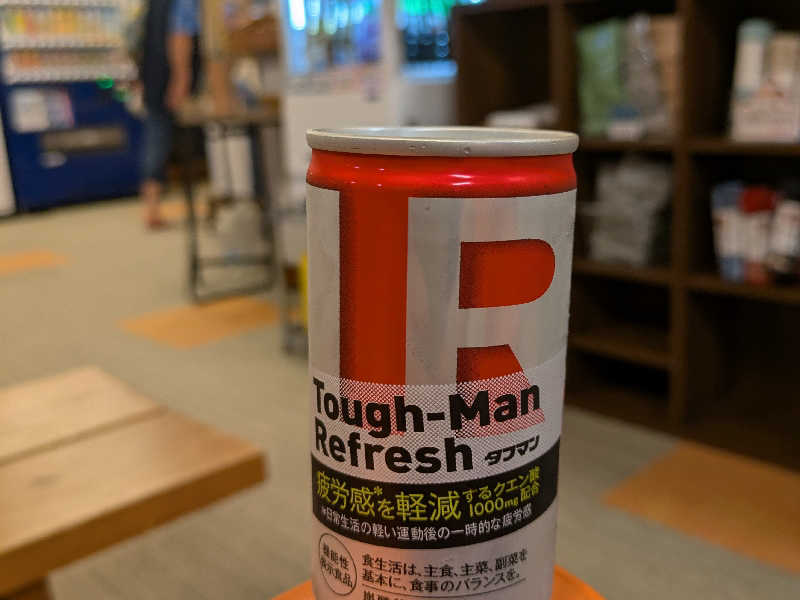 TR
Tough-Man
Refresh タフマン
疲労感*を軽減するクエン酸
1000mg配合
※日常生活の軽い運動後の一時的な疲労感
機能性
表示食品
食生活は、主食、主菜、副菜を
基本に、食事のバランスを。